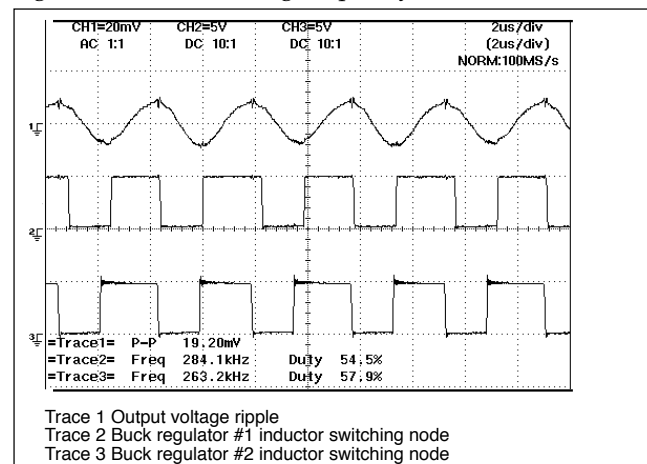 CH1=20mV CH2=5V CH3=5V 2us/div
AC 1:1 DC 10:1 DC 10:1 (2us/div)
NORM:100MS/s
1
2
3
=Trace1= P-P 19.20mV
=Trace2= Freq 284.1kHz Duty 54.5%
=Trace3= Freq 263.2kHz Duty 57.9%
Trace 1 Output voltage ripple
Trace 2 Buck regulator #1 inductor switching node
Trace 3 Buck regulator #2 inductor switching node